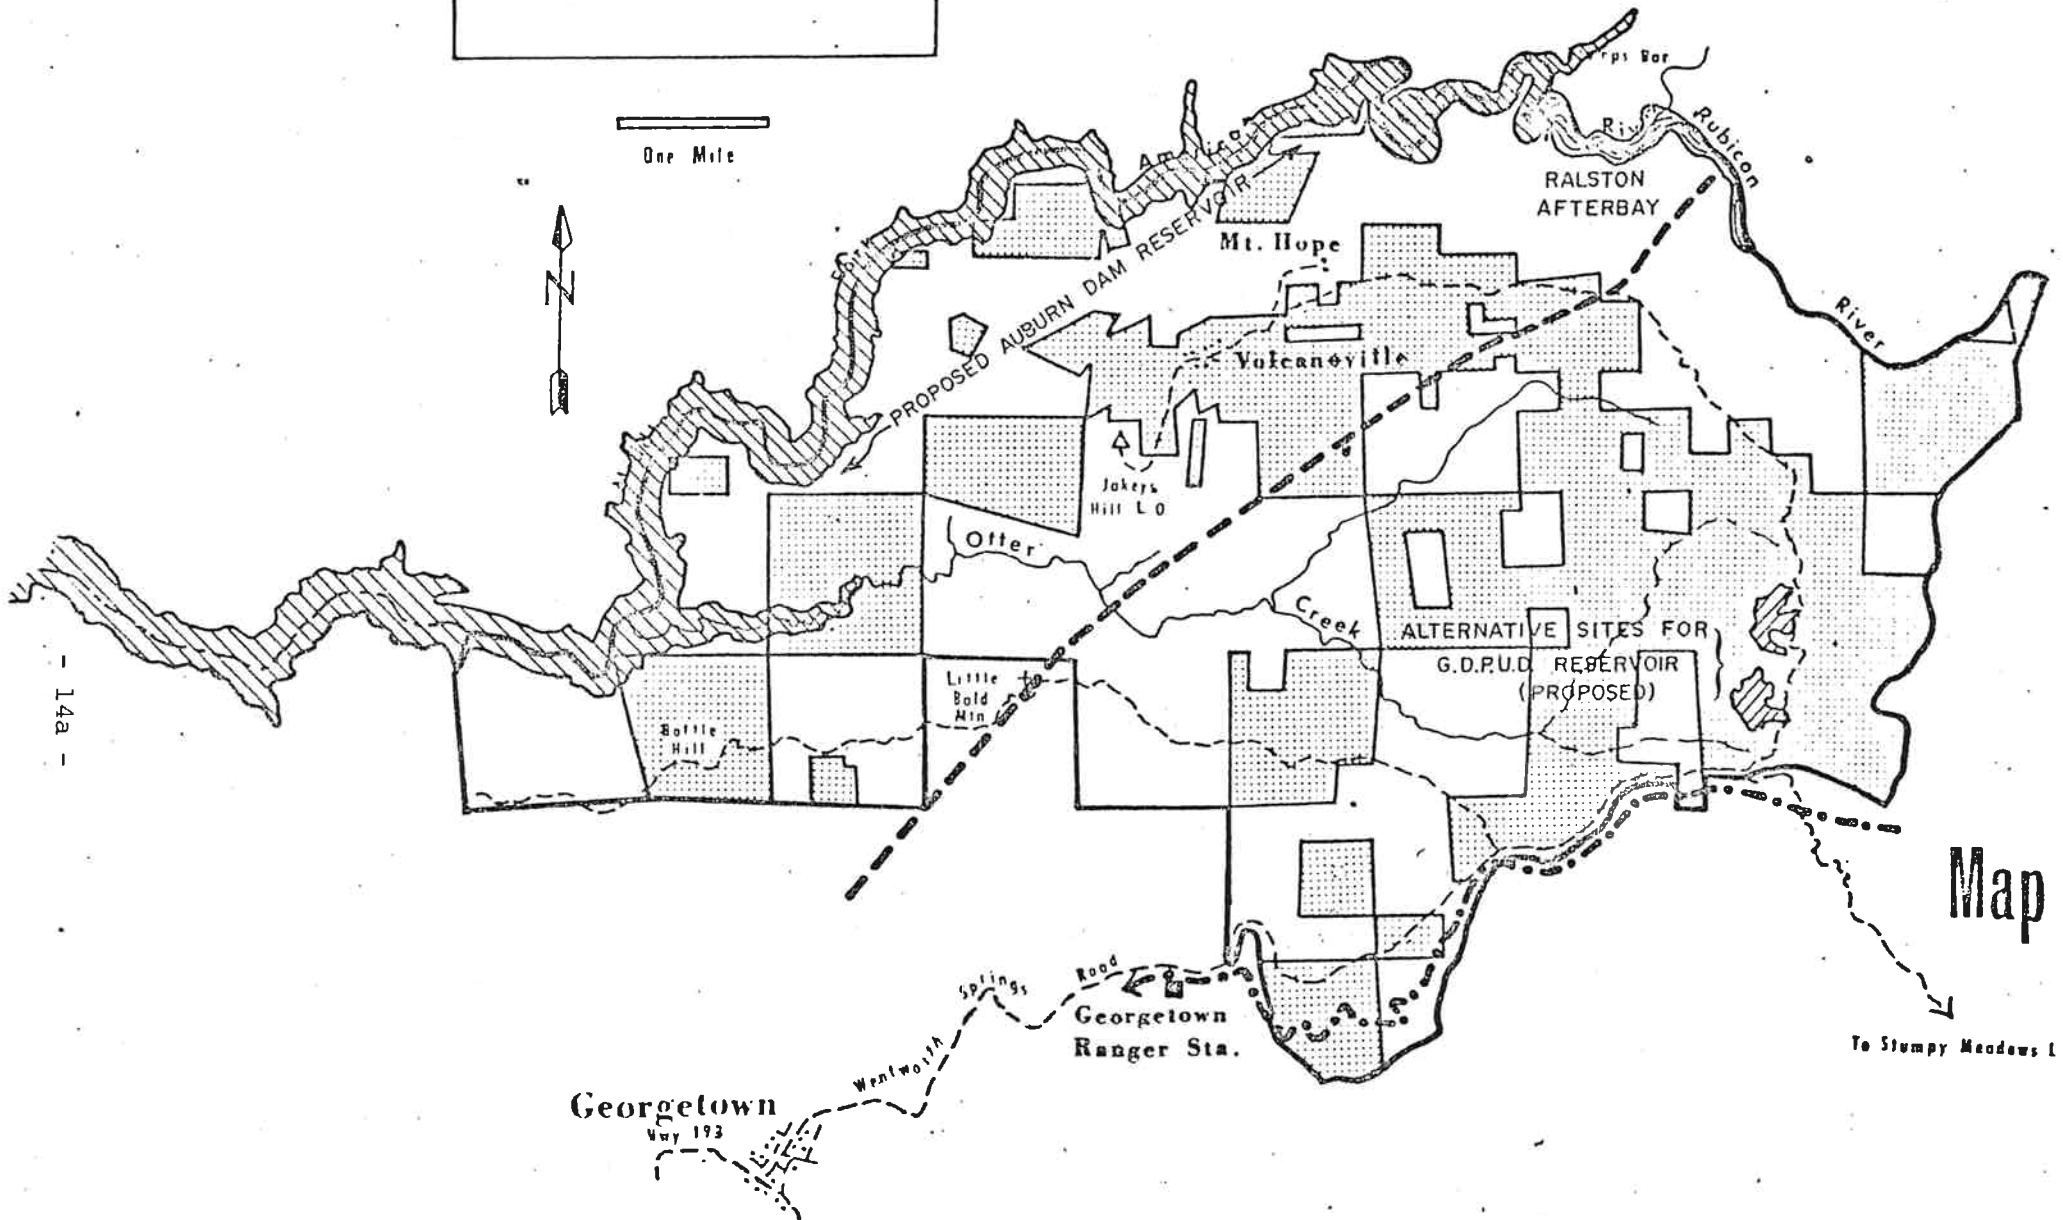 One Mile
N
American
Fork
PROPOSED AUBURN DAM RESERVOIR
Bar
Rubicon
River
RALSTON
AFTERBAY
Mt. Hope
Volcanoville
Jakeys
Hill L O
Otter
Creek
ALTERNATIVE SITES FOR
G.D.P.U.D. RESERVOIR
(PROPOSED)
Little
Bald
Mtn
Bottle
Hill
- 14a -
Map
Wentworth
Springs
Road
Georgetown
Ranger Sta.
To Stumpy Meadows L
Georgetown
Hwy 193